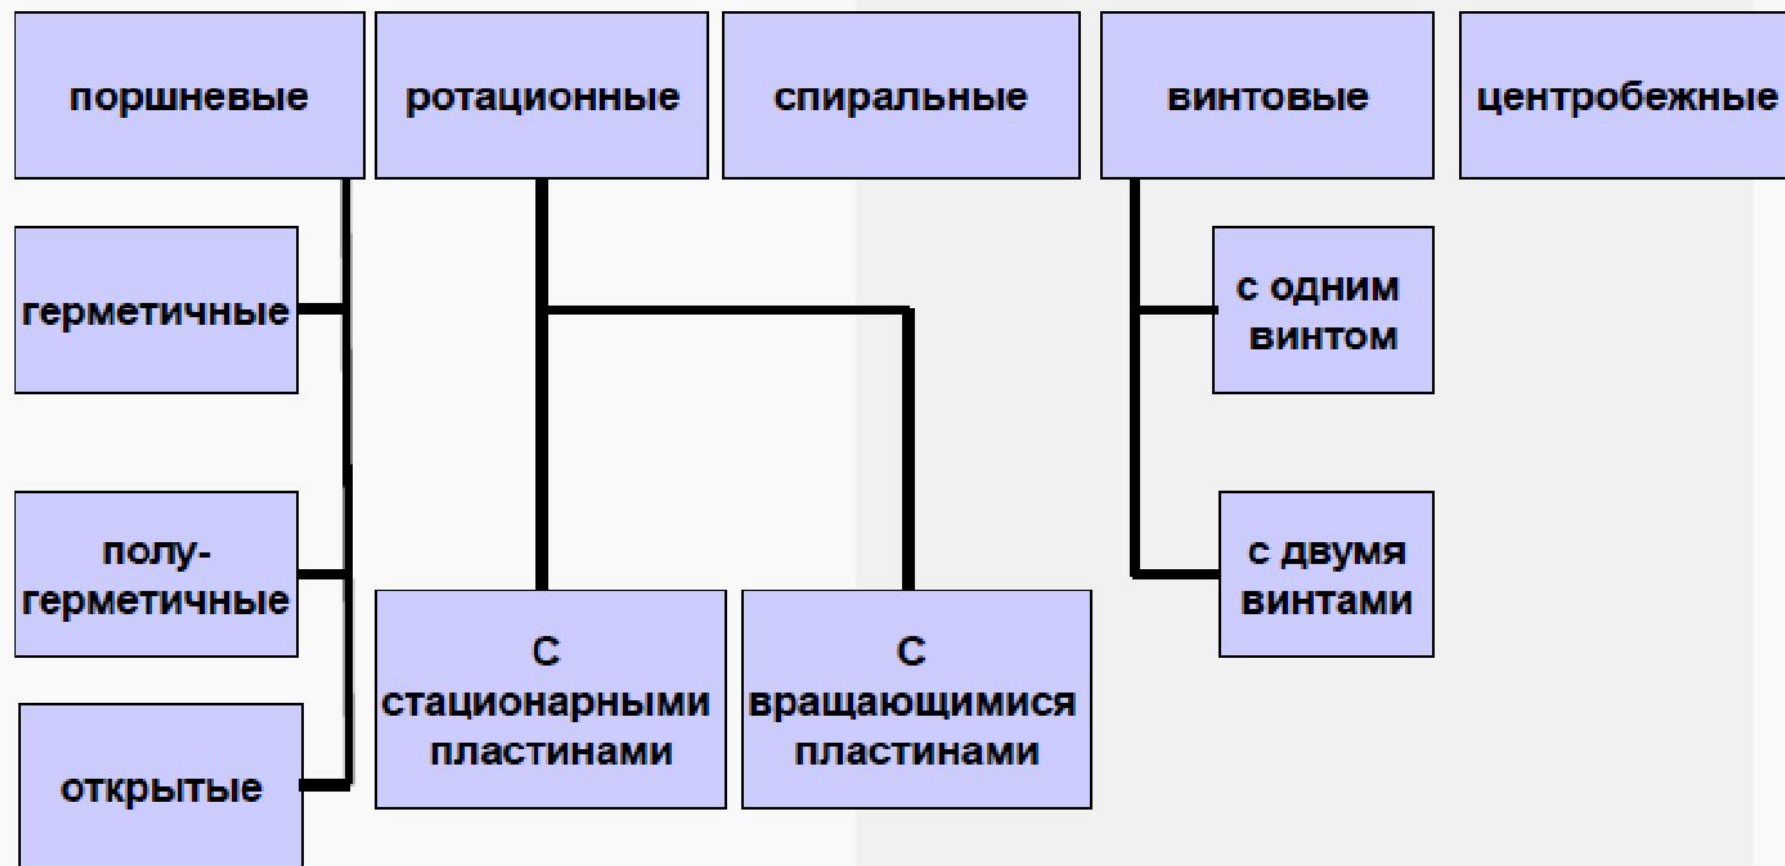 поршневые
ротационные
спиральные
винтовые
центробежные
герметичные
с одним
винтом
полу-
герметичные
с двумя
винтами
С
стационарными
пластинами
С
вращающимися
пластинами
открытые